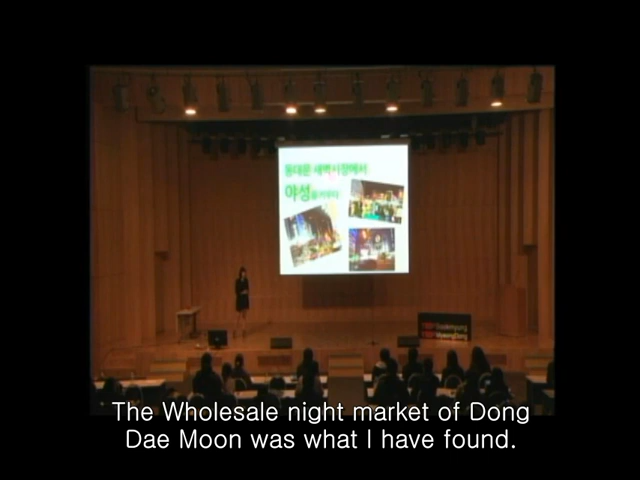 동대문 새벽시장에서
야성
The Wholesale night market of Dong
Dae Moon was what I have found.